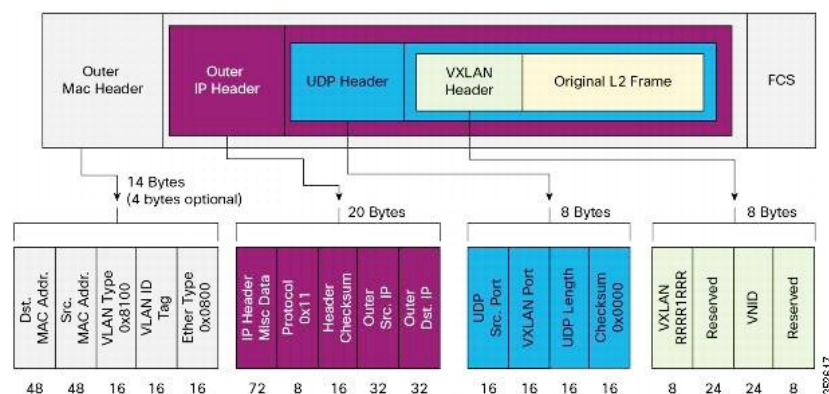 Outer
Mac Header
Outer
IP Header
UDP Header
VXLAN
Header
Original L2 Frame
FCS
14 Bytes
(4 bytes optional)
20 Bytes
8 Bytes
8 Bytes
Dst.
MAC Addr.
Src.
MAC Addr.
VLAN Type
0x8100
VLAN ID
Tag
Ether Type
0x0800
IP Header
Misc Data
Protocol
0x11
Header
Checksum
Outer
Src. IP
Outer
Dst. IP
UDP
Src. Port
VXLAN Port
UDP Length
Checksum
0x0000
VXLAN
RRRR1RRR
Reserved
VNID
Reserved
48 48 16 16 16 72 8 16 32 32 16 16 16 16 8 24 24 8